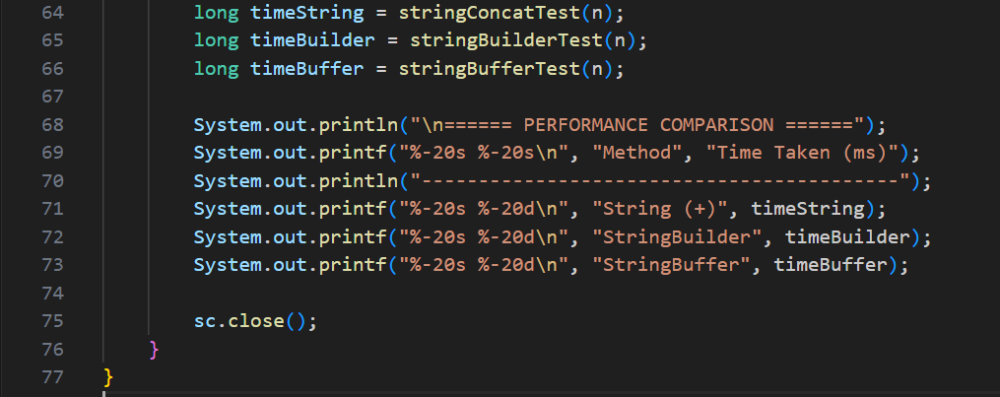 64 long timeString = stringConcatTest(n);
65 long timeBuilder = stringBuilderTest(n);
66 long timeBuffer = stringBufferTest(n);
67
68 System.out.println("\n====== PERFORMANCE COMPARISON ======");
69 System.out.printf("%-20s %-20s\n", "Method", "Time Taken (ms)");
70 System.out.println("------------------------------------------");
71 System.out.printf("%-20s %-20d\n", "String (+)", timeString);
72 System.out.printf("%-20s %-20d\n", "StringBuilder", timeBuilder);
73 System.out.printf("%-20s %-20d\n", "StringBuffer", timeBuffer);
74
75 sc.close();
76 }
77 }